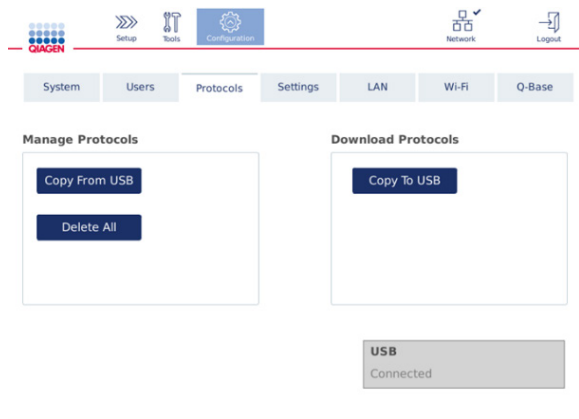 QIAGEN
Setup
Tools
Configuration
Network
Logout
System Users Protocols Settings LAN Wi-Fi Q-Base
Manage Protocols
Download Protocols
Copy From USB
Copy To USB
Delete All
USB
Connected